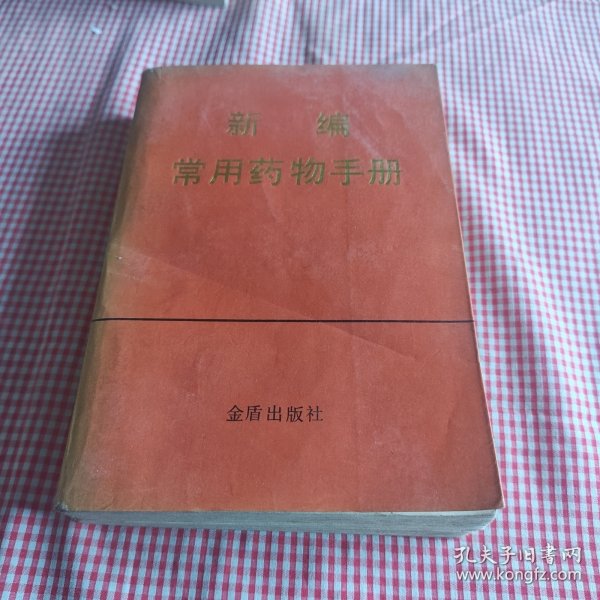 新 编
常用药物手册
金盾出版社
孔夫子旧书网
www.kongfz.com